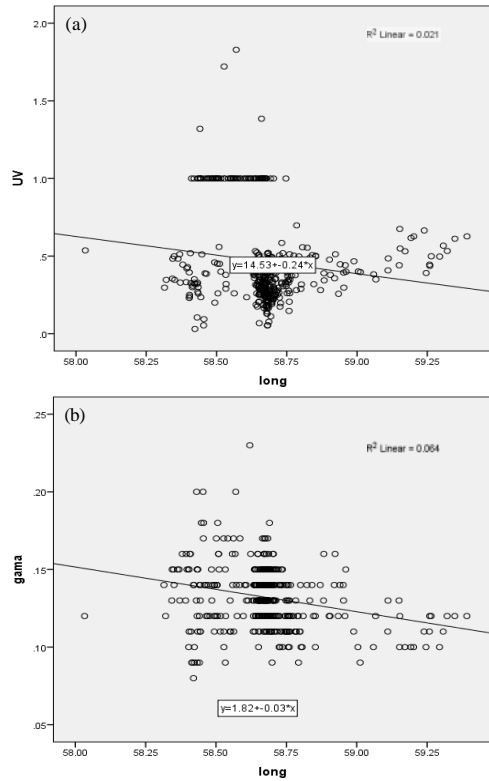 (a)
R² Linear = 0.021
2.0
1.5
1.0
.5
.0
UV
y=14.53+-0.24*x
58.00 58.25 58.50 58.75 59.00 59.25
long
(b)
R² Linear = 0.064
.25
.20
.15
.10
.05
gama
y=1.82+-0.03*x
58.00 58.25 58.50 58.75 59.00 59.25
long